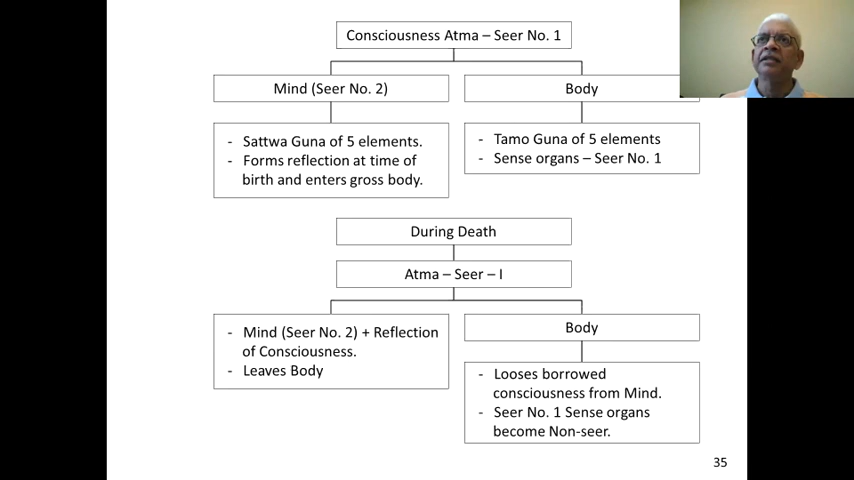 Consciousness Atma – Seer No. 1
Mind (Seer No. 2)
Body
- Sattwa Guna of 5 elements.
- Forms reflection at time of
birth and enters gross body.
- Tamo Guna of 5 elements
- Sense organs – Seer No. 1
During Death
Atma – Seer – I
- Mind (Seer No. 2) + Reflection
of Consciousness.
- Leaves Body
Body
- Looses borrowed
consciousness from Mind.
- Seer No. 1 Sense organs
become Non-seer.
35